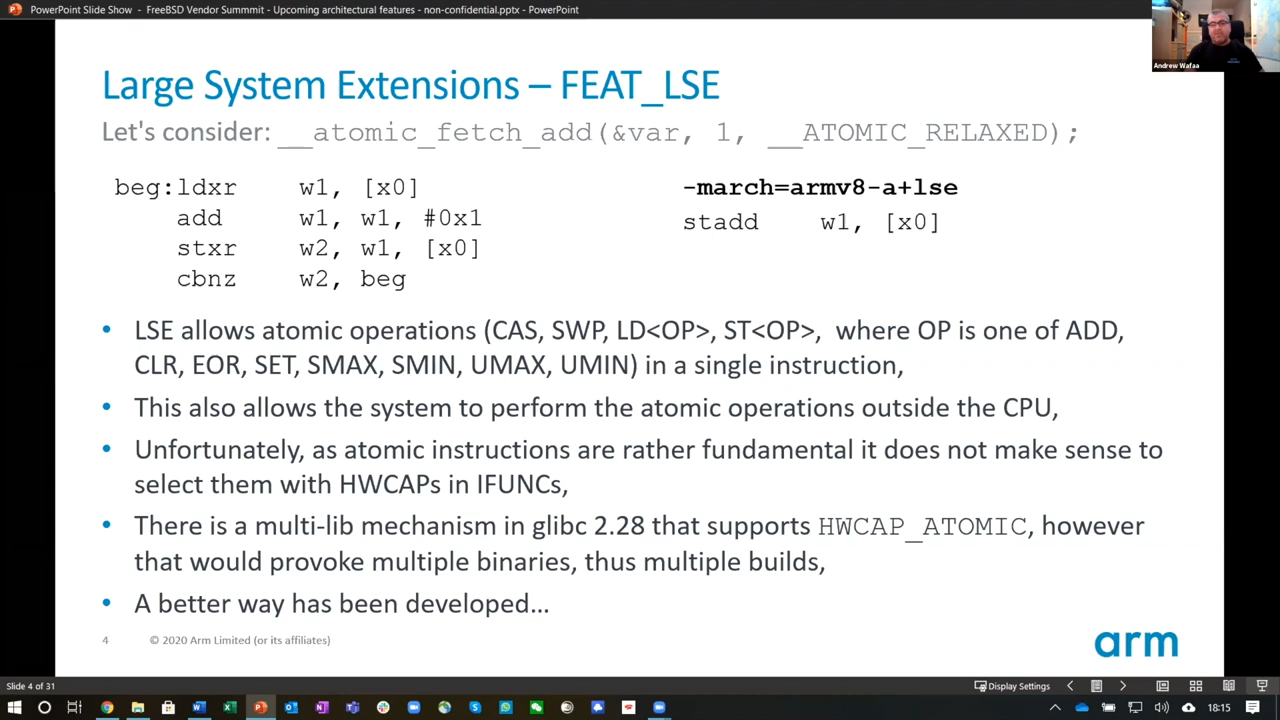 PowerPoint Slide Show - FreeBSD Vendor Summmit - Upcoming architectural features - non-confidential.pptx - PowerPoint
Andrew Wafaa
Large System Extensions – FEAT_LSE
Let's consider: __atomic_fetch_add(&var, 1, __ATOMIC_RELAXED);
beg:ldxr w1, [x0]
add w1, w1, #0x1
stxr w2, w1, [x0]
cbnz w2, beg
-march=armv8-a+lse
stadd w1, [x0]
• LSE allows atomic operations (CAS, SWP, LD<OP>, ST<OP>, where OP is one of ADD,
CLR, EOR, SET, SMAX, SMIN, UMAX, UMIN) in a single instruction,
• This also allows the system to perform the atomic operations outside the CPU,
• Unfortunately, as atomic instructions are rather fundamental it does not make sense to
select them with HWCAPs in IFUNCs,
• There is a multi-lib mechanism in glibc 2.28 that supports HWCAP_ATOMIC, however
that would provoke multiple binaries, thus multiple builds,
• A better way has been developed…
4 © 2020 Arm Limited (or its affiliates)
arm
Slide 4 of 31
Display Settings
18:15